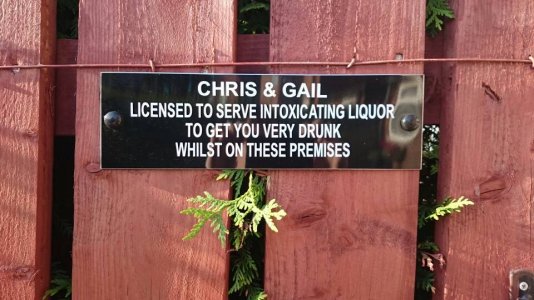 CHRIS & GAIL
LICENSED TO SERVE INTOXICATING LIQUOR
TO GET YOU VERY DRUNK
WHILST ON THESE PREMISES